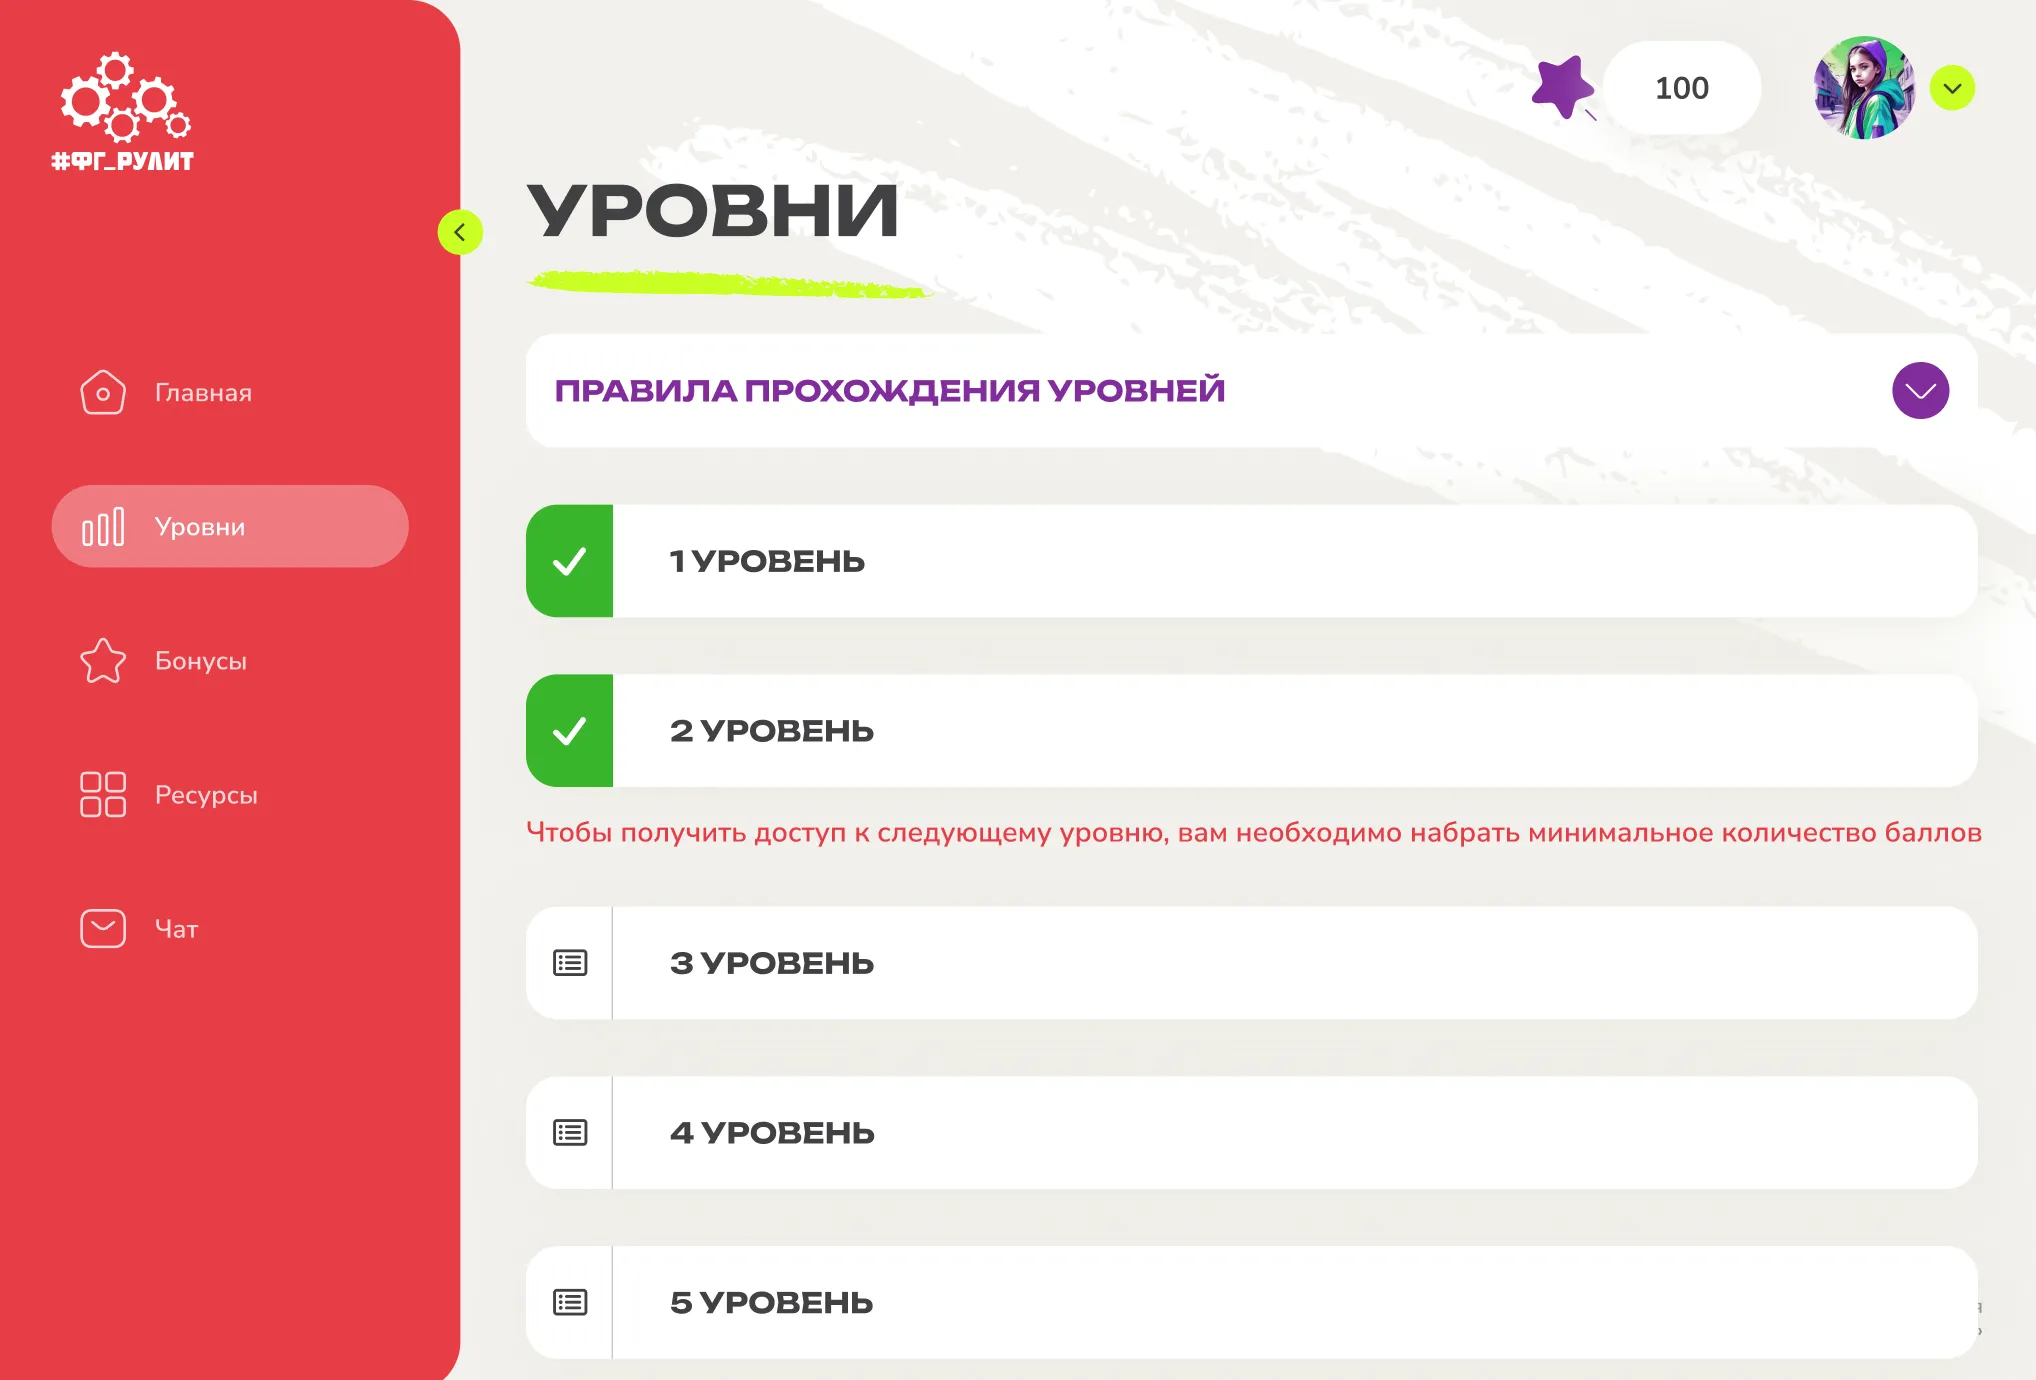 #ФГ_РУЛИТ
100
УРОВНИ
Главная
ПРАВИЛА ПРОХОЖДЕНИЯ УРОВНЕЙ
Уровни
1 УРОВЕНЬ
Бонусы
2 УРОВЕНЬ
Ресурсы
Чтобы получить доступ к следующему уровню, вам необходимо набрать минимальное количество баллов
Чат
3 УРОВЕНЬ
4 УРОВЕНЬ
5 УРОВЕНЬ